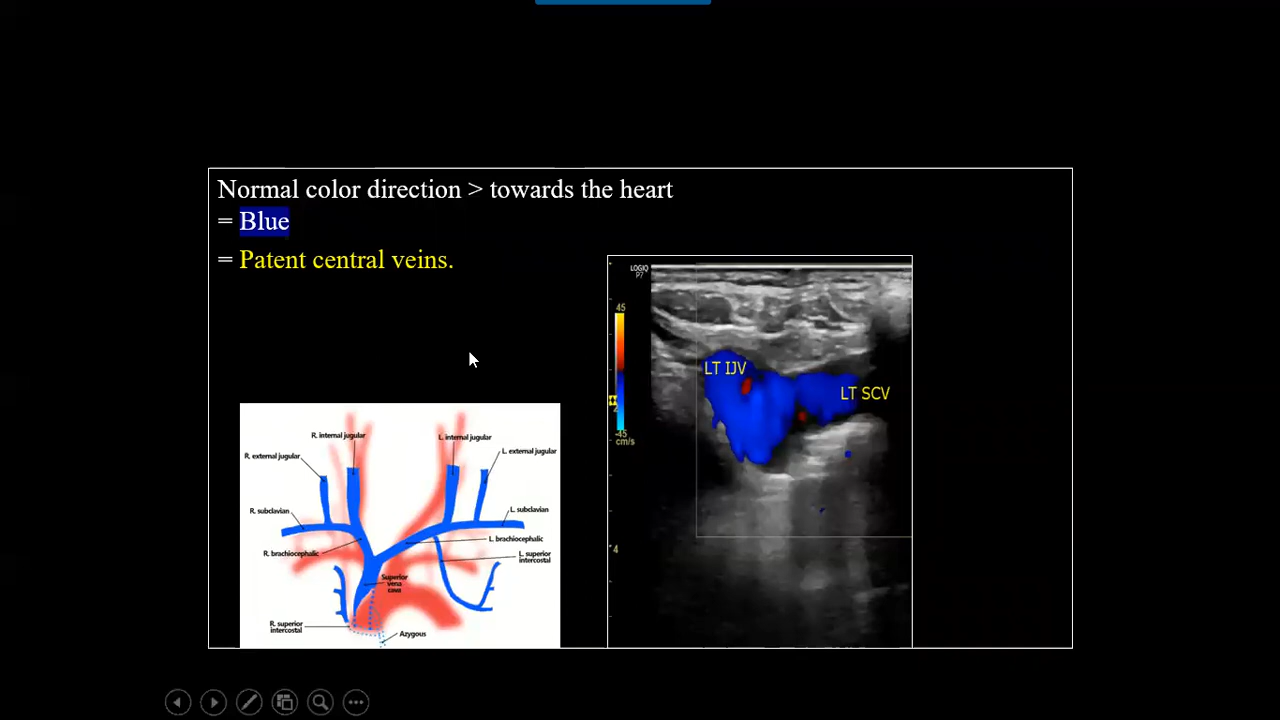 Normal color direction > towards the heart
= Blue
= Patent central veins.
LOGIQ
P7
45
-45
cm/s
LT IJV
LT SCV
4
R. internal jugular
L. internal jugular
R. external jugular
L. external jugular
R. subclavian
L. subclavian
R. brachiocephalic
L. brachiocephalic
L. superior
intercostal
Superior
vena
cava
R. superior
intercostal
Azygous